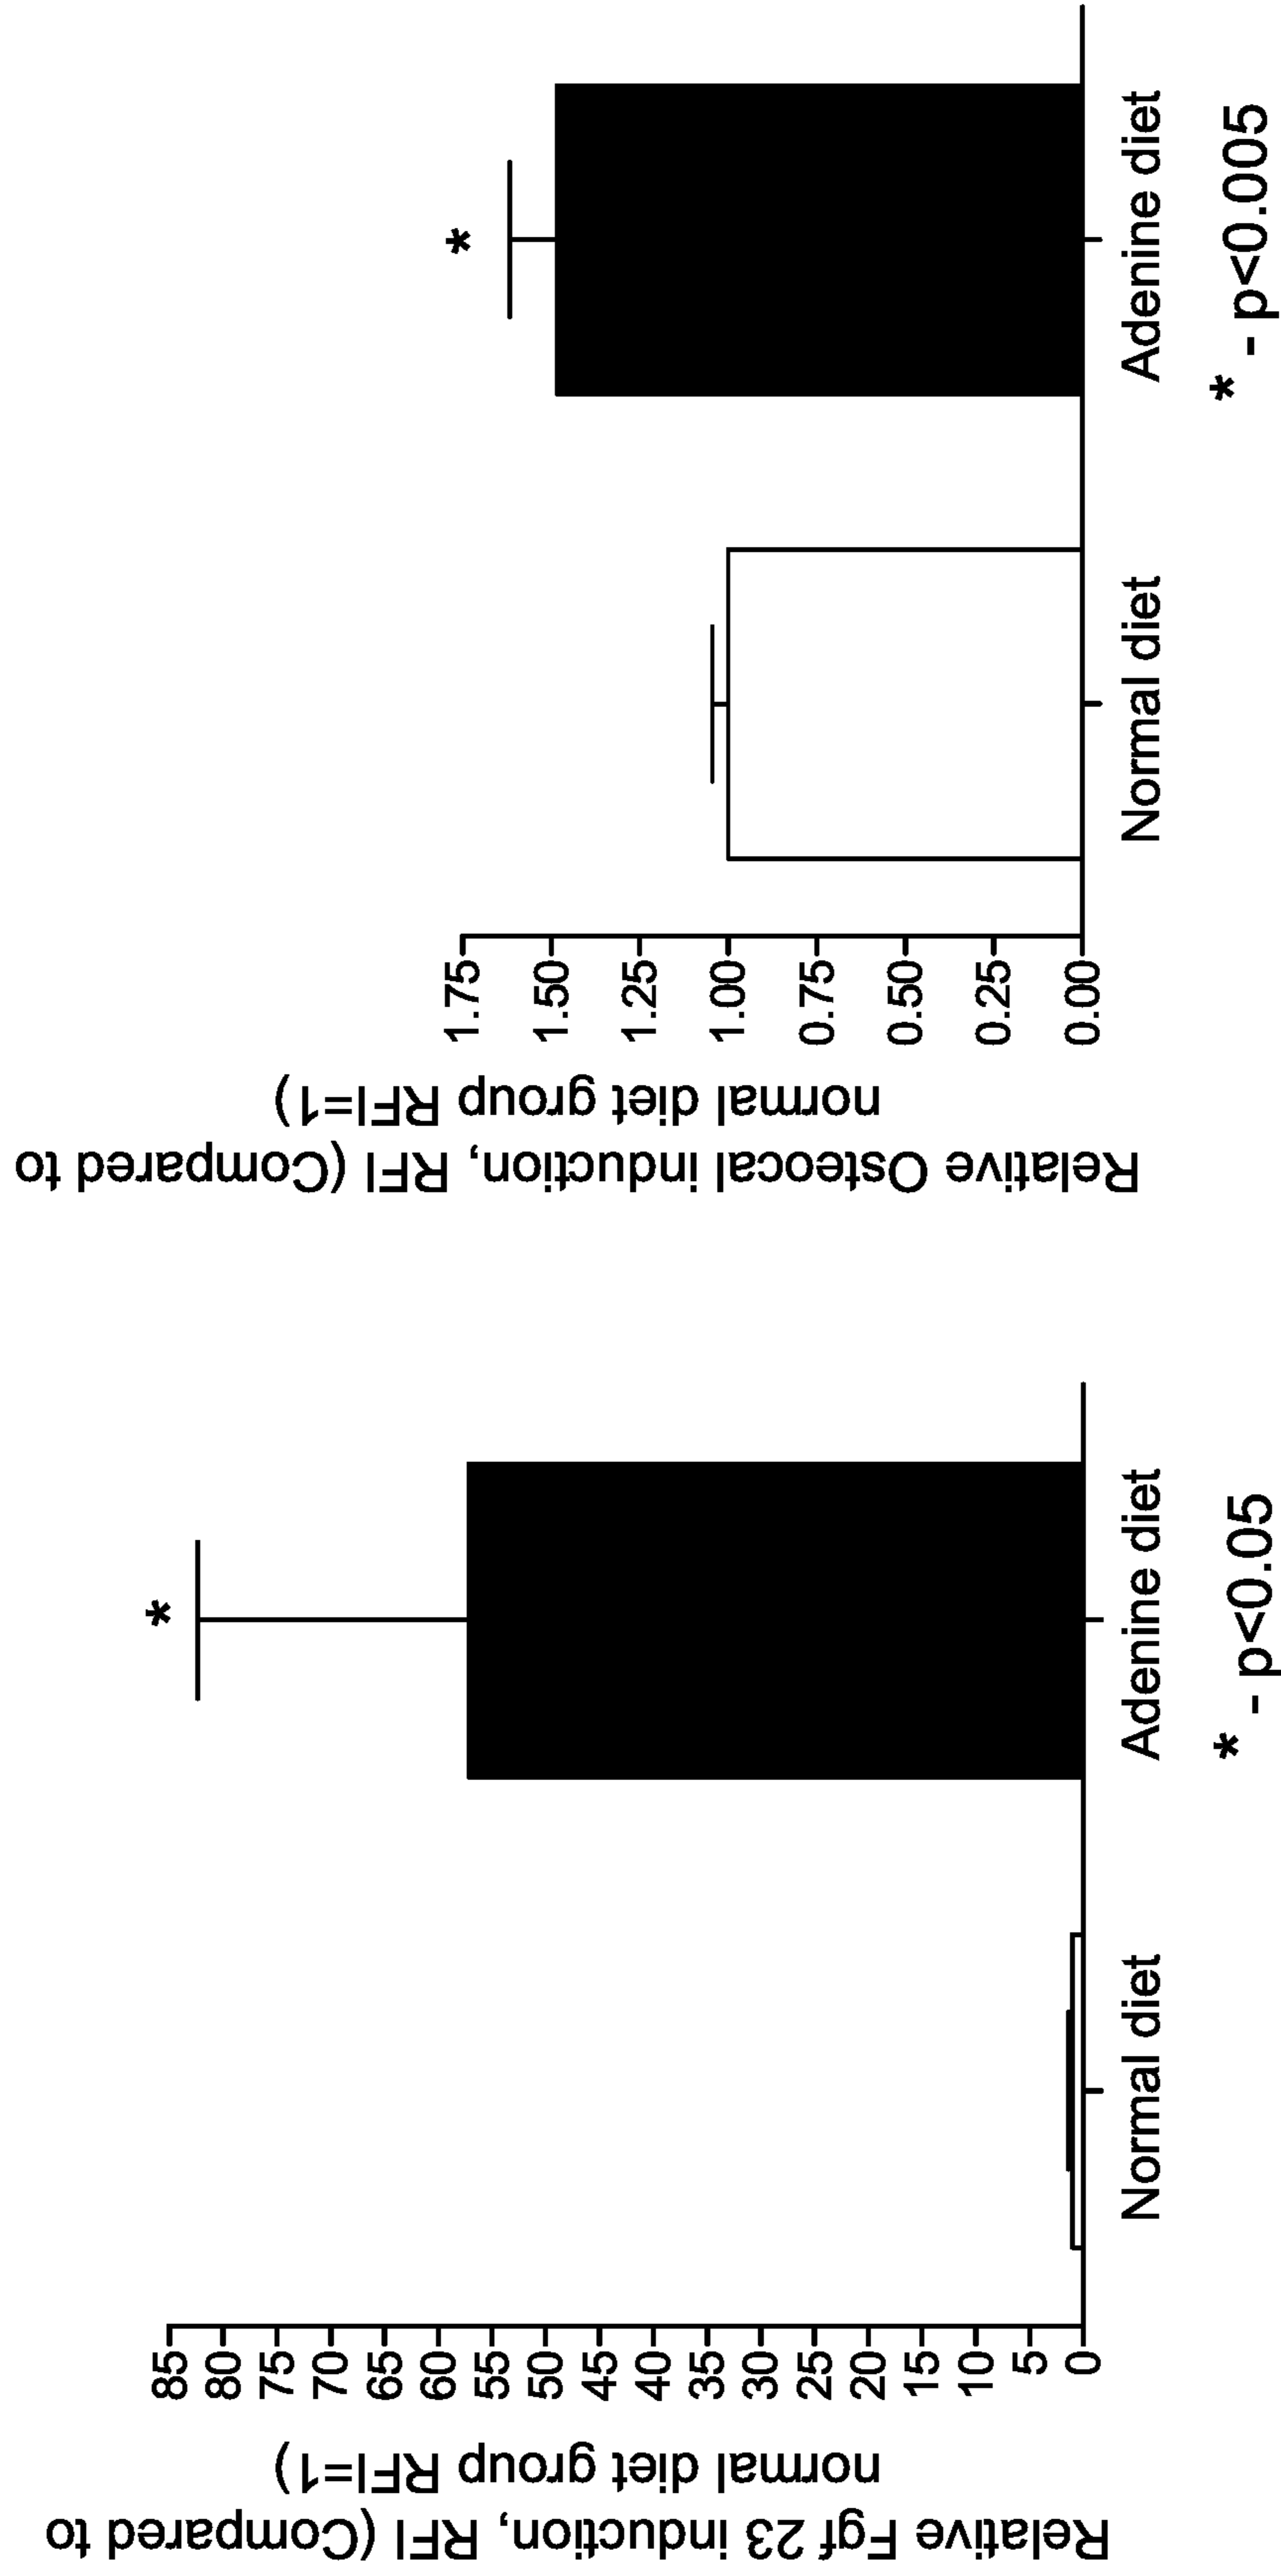 Relative Fgf 23 induction, RFI (Compared to
normal diet group RFI=1)
85
80
75
70
65
60
55
50
45
40
35
30
25
20
15
10
5
0
*
Normal diet
Adenine diet
* - p<0.05
Relative Osteocal induction, RFI (Compared to
normal diet group RFI=1)
1.75
1.50
1.25
1.00
0.75
0.50
0.25
0.00
*
Normal diet
Adenine diet
* - p<0.005